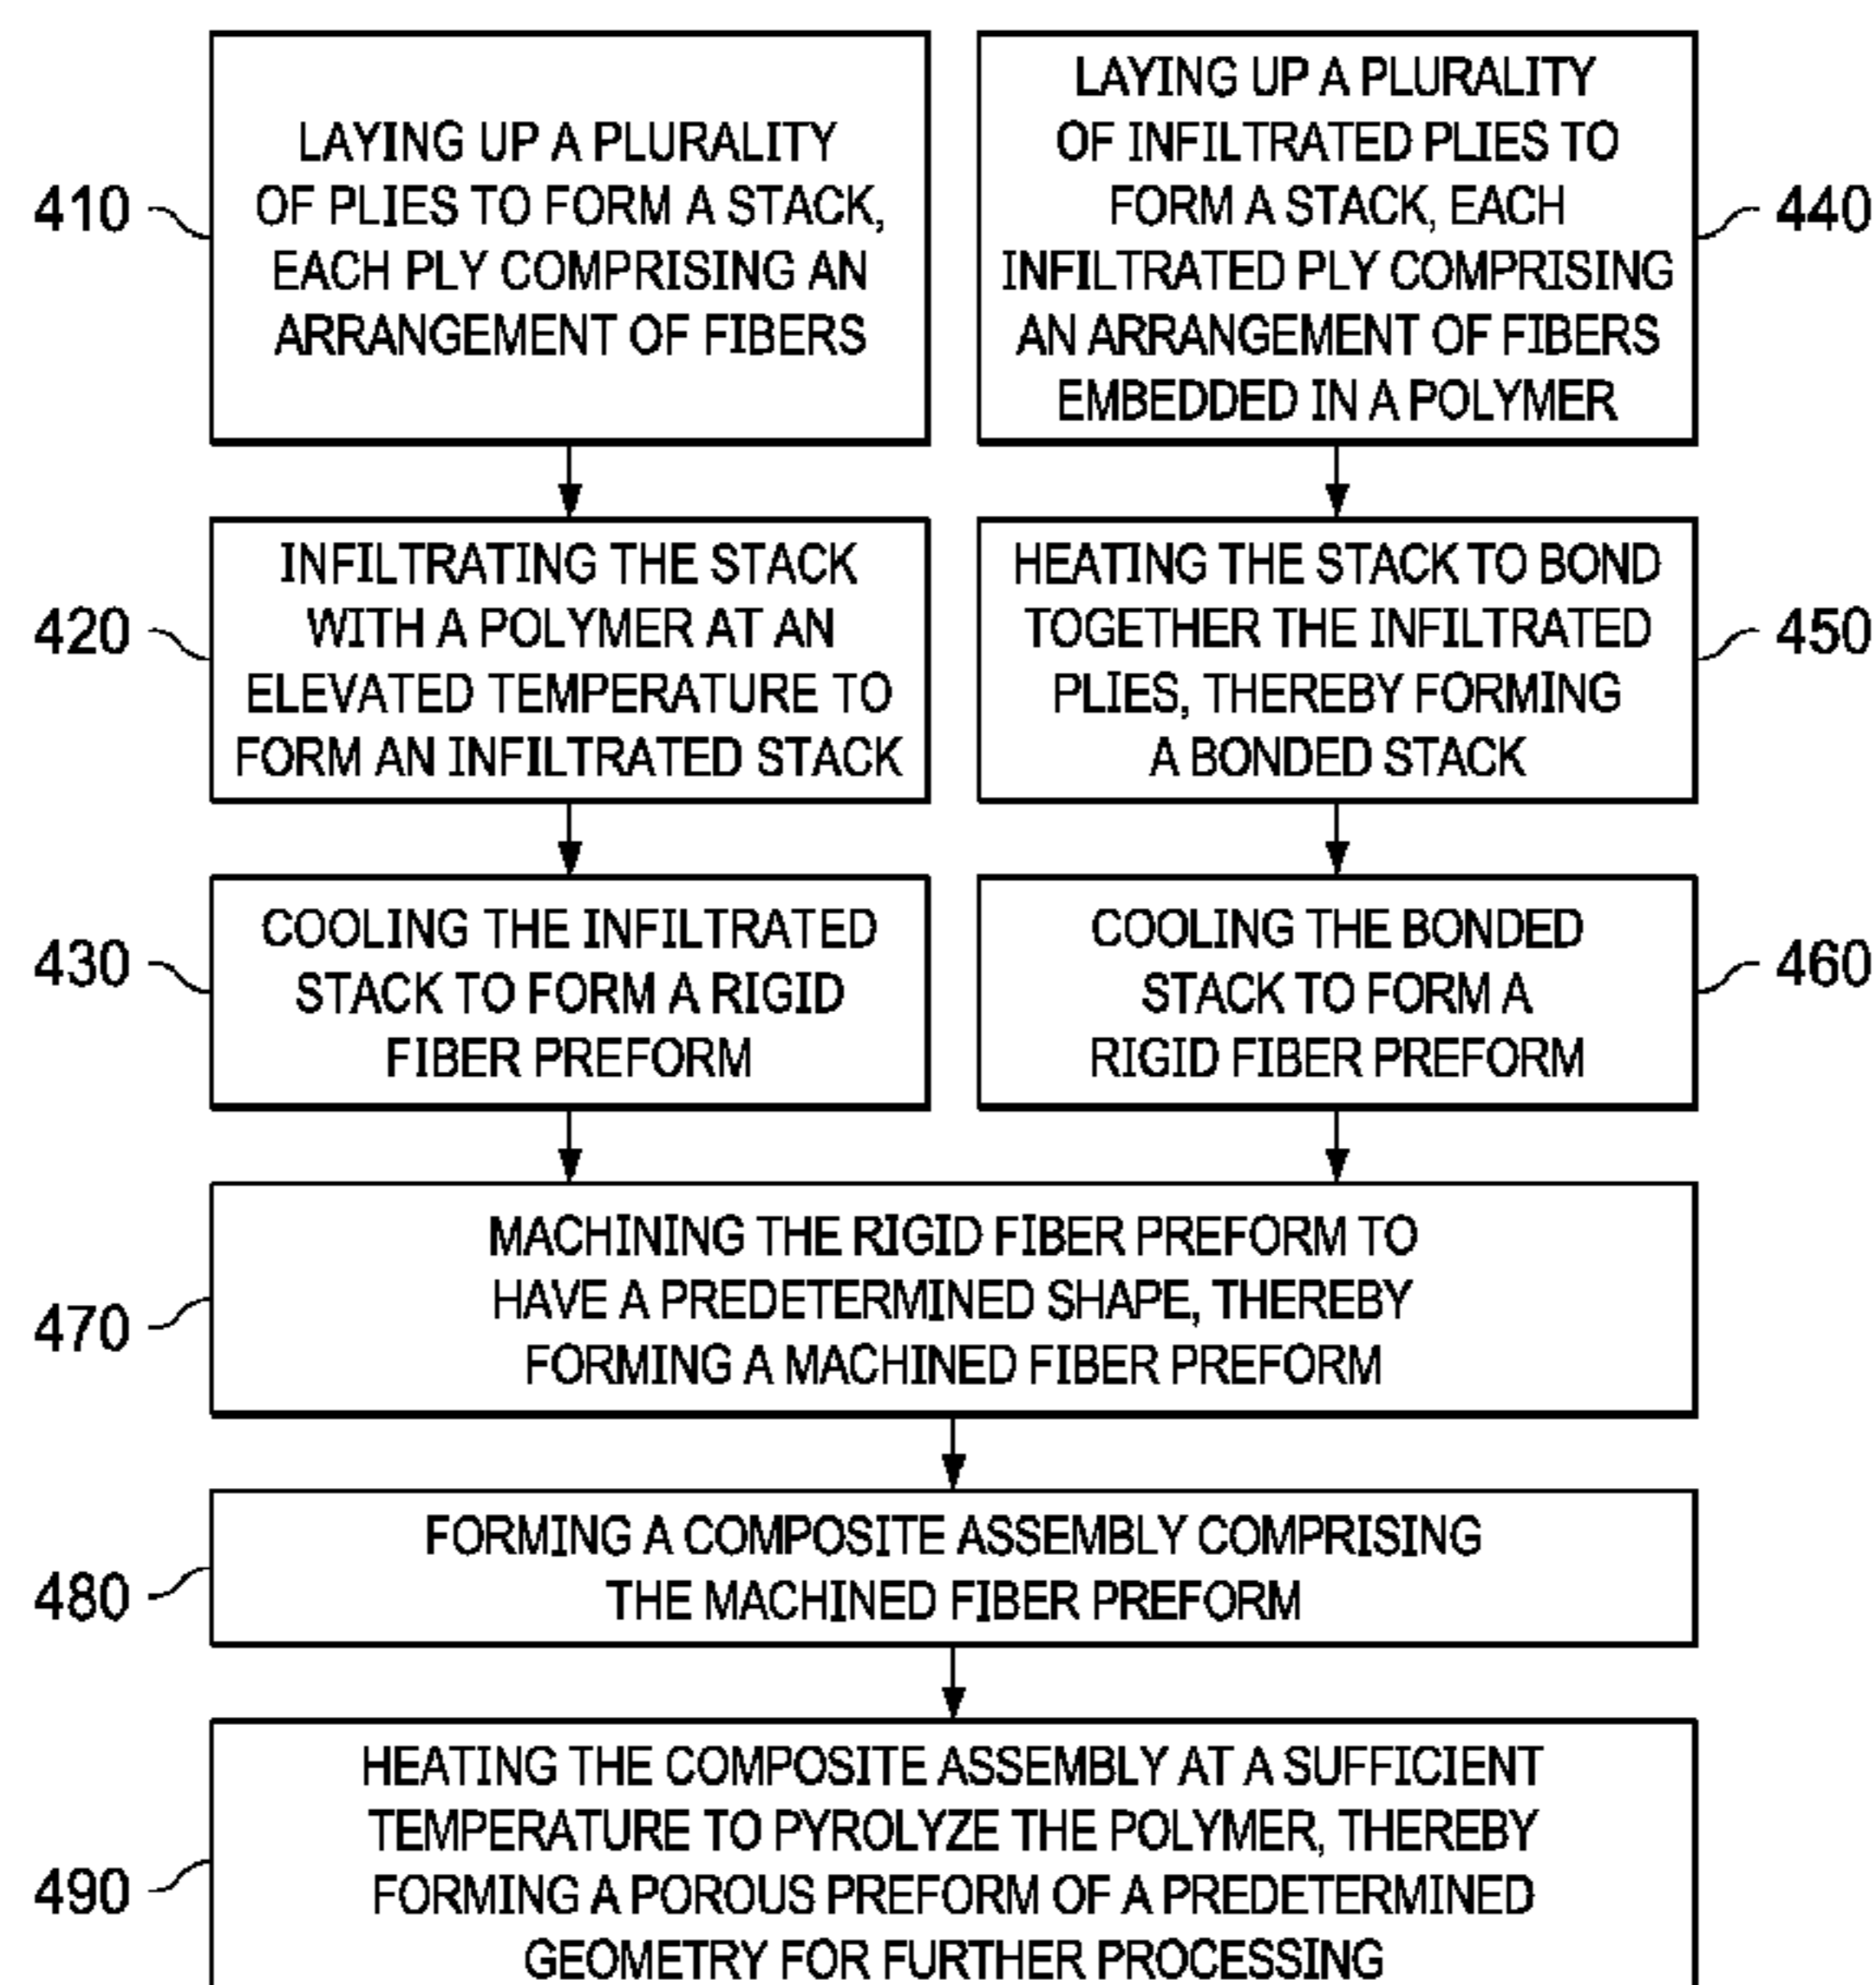 410
LAYING UP A PLURALITY
OF PLIES TO FORM A STACK,
EACH PLY COMPRISING AN
ARRANGEMENT OF FIBERS
LAYING UP A PLURALITY
OF INFILTRATED PLIES TO
FORM A STACK, EACH
INFILTRATED PLY COMPRISING
AN ARRANGEMENT OF FIBERS
EMBEDDED IN A POLYMER
440
420
INFILTRATING THE STACK
WITH A POLYMER AT AN
ELEVATED TEMPERATURE TO
FORM AN INFILTRATED STACK
HEATING THE STACK TO BOND
TOGETHER THE INFILTRATED
PLIES, THEREBY FORMING
A BONDED STACK
450
430
COOLING THE INFILTRATED
STACK TO FORM A RIGID
FIBER PREFORM
COOLING THE BONDED
STACK TO FORM A
RIGID FIBER PREFORM
460
470
MACHINING THE RIGID FIBER PREFORM TO
HAVE A PREDETERMINED SHAPE, THEREBY
FORMING A MACHINED FIBER PREFORM
480
FORMING A COMPOSITE ASSEMBLY COMPRISING
THE MACHINED FIBER PREFORM
490
HEATING THE COMPOSITE ASSEMBLY AT A SUFFICIENT
TEMPERATURE TO PYROLYZE THE POLYMER, THEREBY
FORMING A POROUS PREFORM OF A PREDETERMINED
GEOMETRY FOR FURTHER PROCESSING